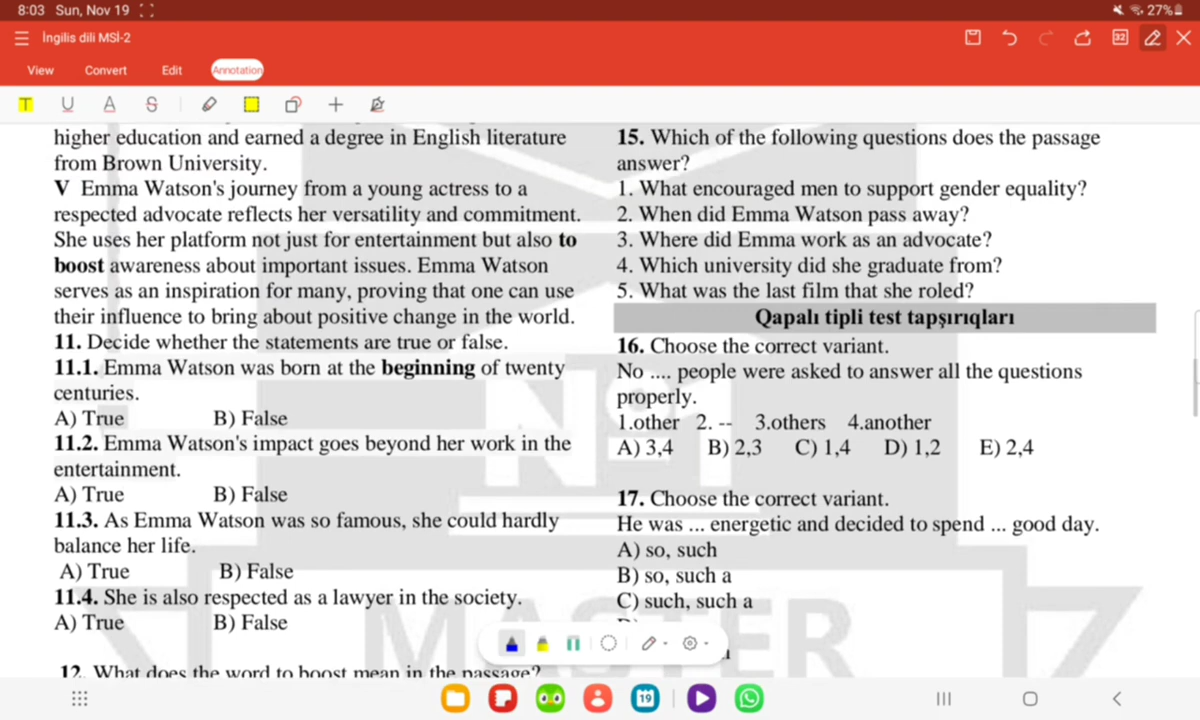 8:03 Sun, Nov 19
27%
İngilis dili MSİ-2
32
View Convert Edit Annotation
T U A S
higher education and earned a degree in English literature
from Brown University.
V Emma Watson's journey from a young actress to a
respected advocate reflects her versatility and commitment.
She uses her platform not just for entertainment but also to
boost awareness about important issues. Emma Watson
serves as an inspiration for many, proving that one can use
their influence to bring about positive change in the world.
11. Decide whether the statements are true or false.
11.1. Emma Watson was born at the beginning of twenty
centuries.
A) True B) False
11.2. Emma Watson's impact goes beyond her work in the
entertainment.
A) True B) False
11.3. As Emma Watson was so famous, she could hardly
balance her life.
A) True B) False
11.4. She is also respected as a lawyer in the society.
A) True B) False
12. What does the word to boost mean in the passage?
15. Which of the following questions does the passage
answer?
1. What encouraged men to support gender equality?
2. When did Emma Watson pass away?
3. Where did Emma work as an advocate?
4. Which university did she graduate from?
5. What was the last film that she roled?
Qapalı tipli test tapşırıqları
16. Choose the correct variant.
No .... people were asked to answer all the questions
properly.
1.other 2. -- 3.others 4.another
A) 3,4 B) 2,3 C) 1,4 D) 1,2 E) 2,4
17. Choose the correct variant.
He was ... energetic and decided to spend ... good day.
A) so, such
B) so, such a
C) such, such a
№1
MASTER
19